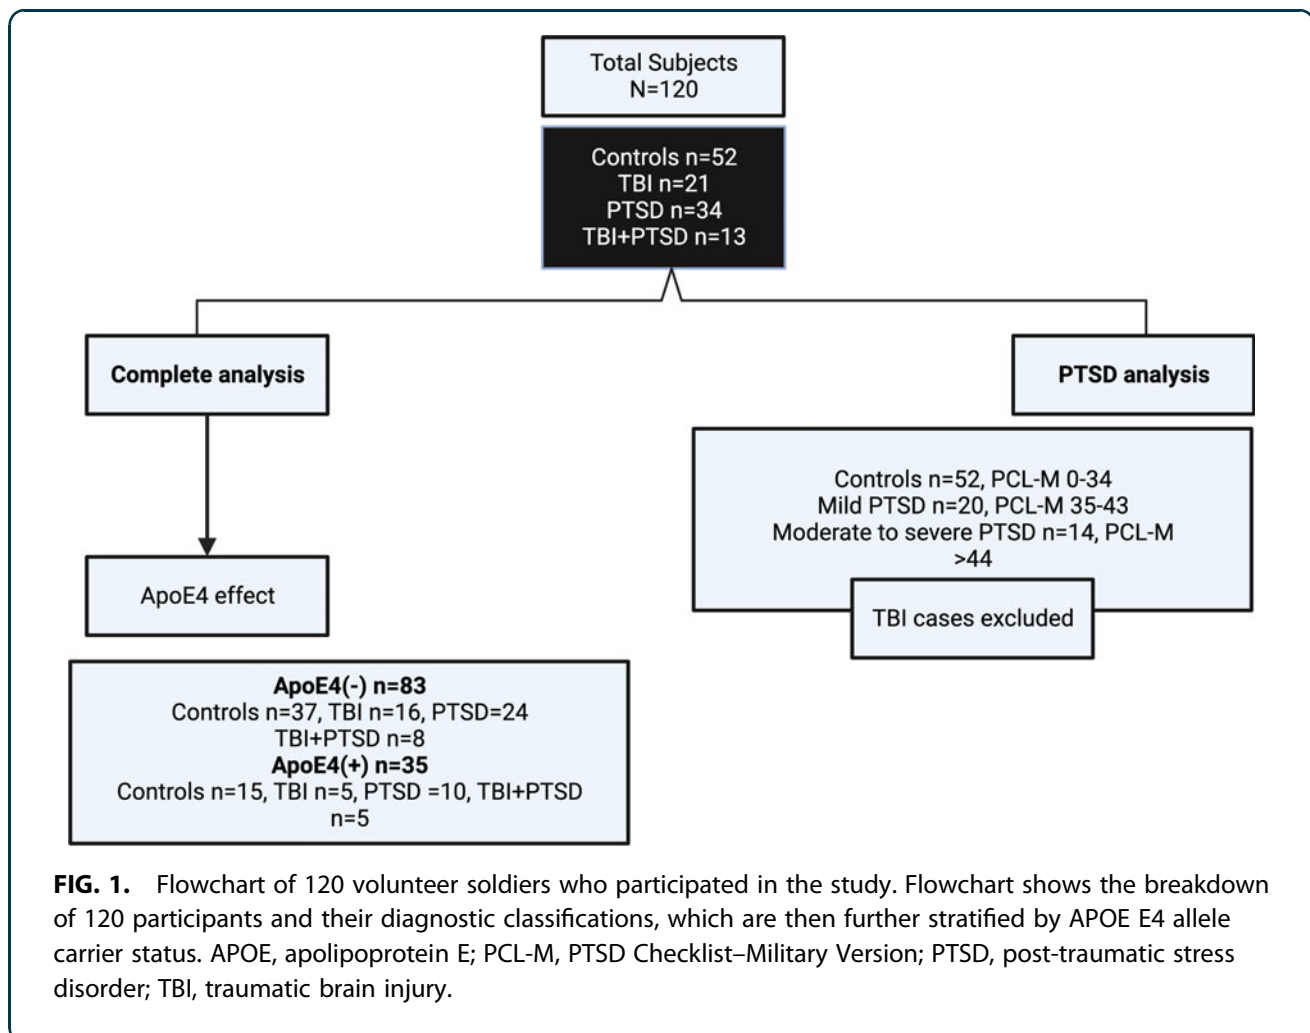 Total Subjects
N=120
Controls n=52
TBI n=21
PTSD n=34
TBI+PTSD n=13
Complete analysis
PTSD analysis
Controls n=52, PCL-M 0-34
Mild PTSD n=20, PCL-M 35-43
Moderate to severe PTSD n=14, PCL-M
>44
TBI cases excluded
ApoE4 effect
ApoE4(-) n=83
Controls n=37, TBI n=16, PTSD=24
TBI+PTSD n=8
ApoE4(+) n=35
Controls n=15, TBI n=5, PTSD =10, TBI+PTSD
n=5
FIG. 1. Flowchart of 120 volunteer soldiers who participated in the study. Flowchart shows the breakdown
of 120 participants and their diagnostic classifications, which are then further stratified by APOE E4 allele
carrier status. APOE, apolipoprotein E; PCL-M, PTSD Checklist–Military Version; PTSD, post-traumatic stress
disorder; TBI, traumatic brain injury.